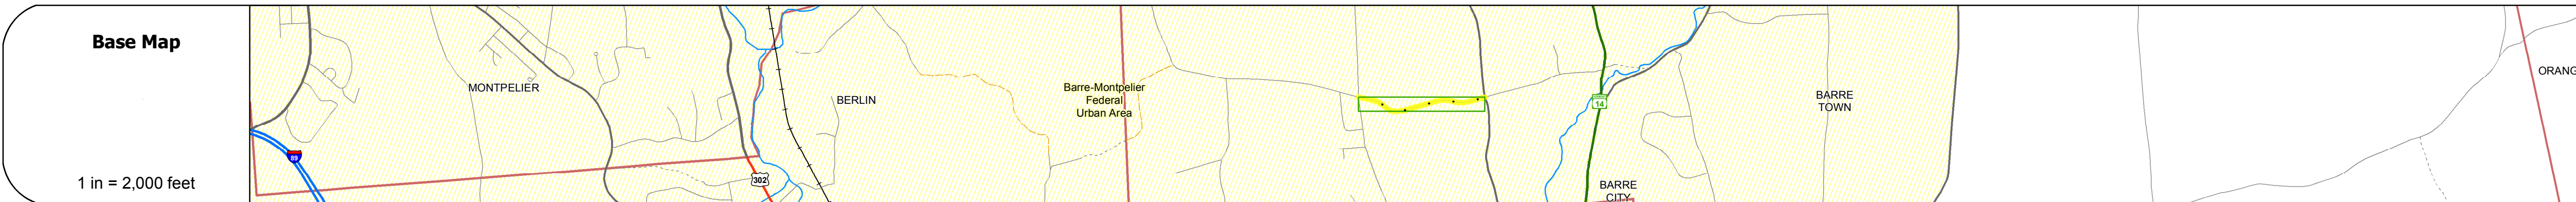 Base Map
1 in = 2,000 feet
MONTPELIER
89
302
BERLIN
Barre-Montpelier
Federal
Urban Area
14
BARRE
CITY
BARRE
TOWN
ORANG